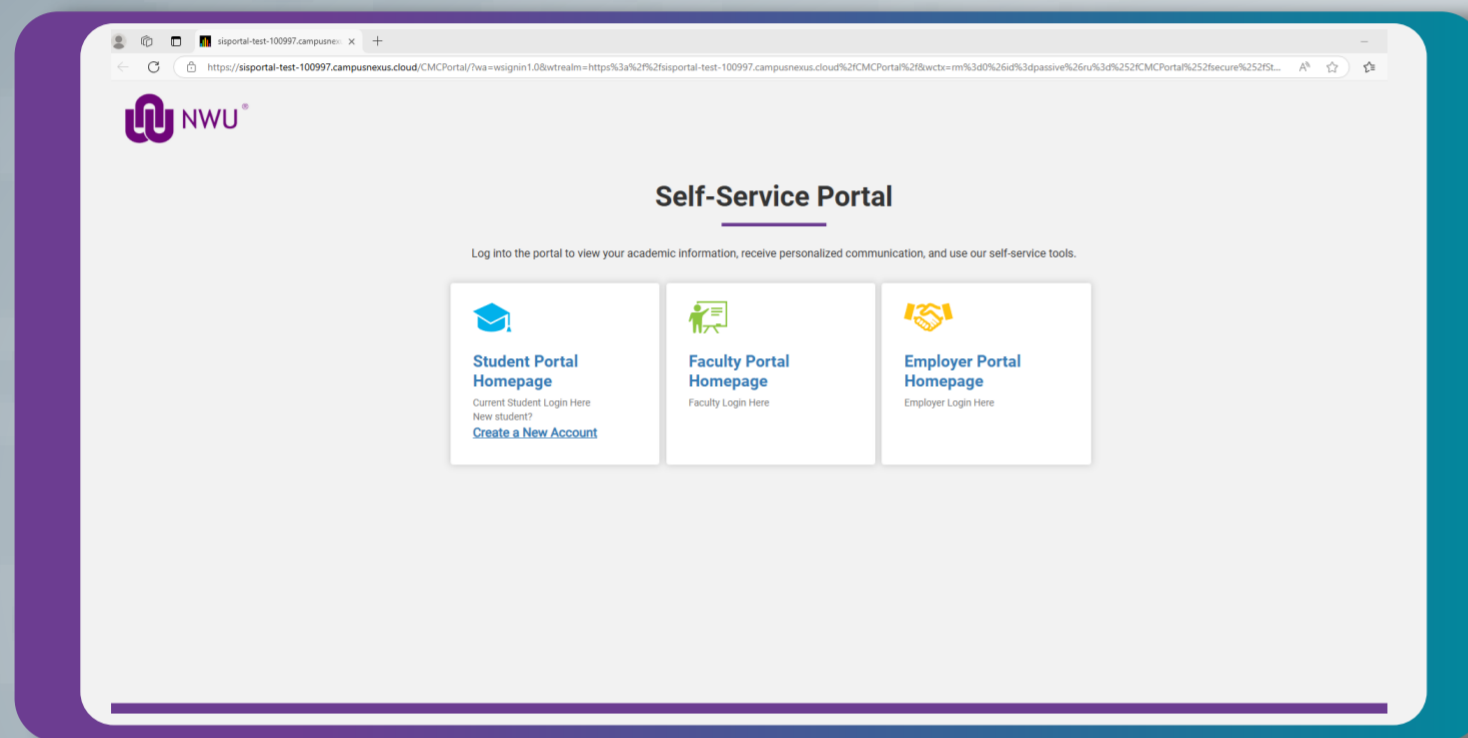 sisportal-test-100997.campusnex
https://sisportal-test-100997.campusnexus.cloud/CMCPortal/?wa=wsignin1.0&wtrealm=https%3a%2f%2fsisportal-test-100997.campusnexus.cloud%2fCMCPortal%2f&wctx=rm%3d0%26id%3dpassive%26ru%3d%252fCMCPortal%252fsecure%252fSt...
NWU®
Self-Service Portal
Log into the portal to view your academic information, receive personalized communication, and use our self-service tools.
Student Portal
Homepage
Current Student Login Here
New student?
Create a New Account
Faculty Portal
Homepage
Faculty Login Here
Employer Portal
Homepage
Employer Login Here